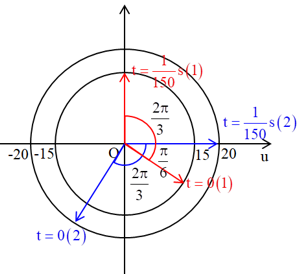 t = 1/150 s (1)
2π/3
t = 1/150 s (2)
-20 -15 O 15 20 u
π/6
2π/3
t = 0 (1)
t = 0 (2)